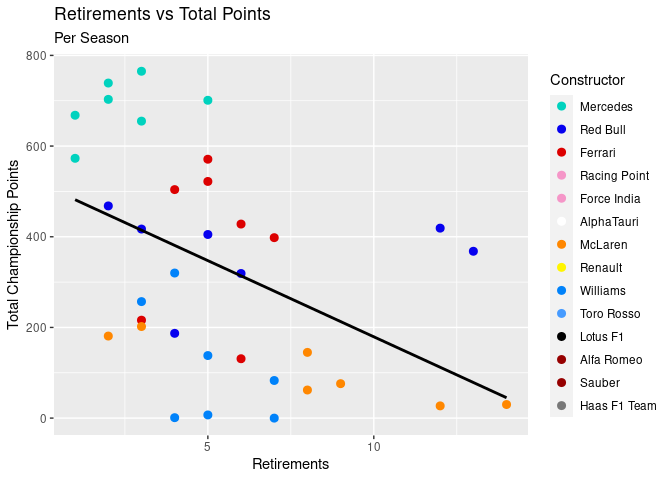 Retirements vs Total Points
Per Season
Total Championship Points
800
600
400
200
0
5
10
Retirements
Constructor
Mercedes
Red Bull
Ferrari
Racing Point
Force India
AlphaTauri
McLaren
Renault
Williams
Toro Rosso
Lotus F1
Alfa Romeo
Sauber
Haas F1 Team